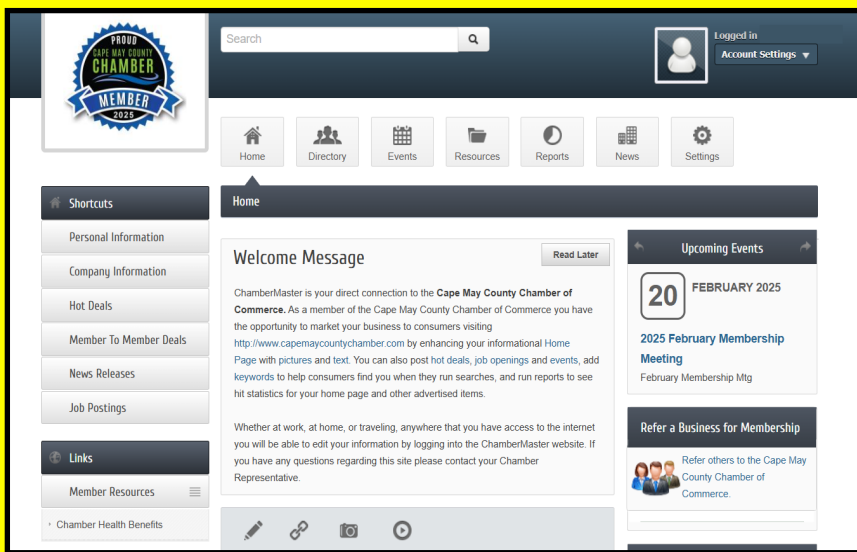 PROUD
CAPE MAY COUNTY
CHAMBER
MEMBER
2025
Search
Logged in
Account Settings
Home
Directory
Events
Resources
Reports
News
Settings
Shortcuts
Personal Information
Company Information
Hot Deals
Member To Member Deals
News Releases
Job Postings
Links
Member Resources
Chamber Health Benefits
Home
Welcome Message
Read Later
ChamberMaster is your direct connection to the Cape May County Chamber of
Commerce. As a member of the Cape May County Chamber of Commerce you have
the opportunity to market your business to consumers visiting
http://www.capemaycountychamber.com by enhancing your informational Home
Page with pictures and text. You can also post hot deals, job openings and events, add
keywords to help consumers find you when they run searches, and run reports to see
hit statistics for your home page and other advertised items.
Whether at work, at home, or traveling, anywhere that you have access to the internet
you will be able to edit your information by logging into the ChamberMaster website. If
you have any questions regarding this site please contact your Chamber
Representative.
Upcoming Events
20
FEBRUARY 2025
2025 February Membership
Meeting
February Membership Mtg
Refer a Business for Membership
Refer others to the Cape May
County Chamber of
Commerce.